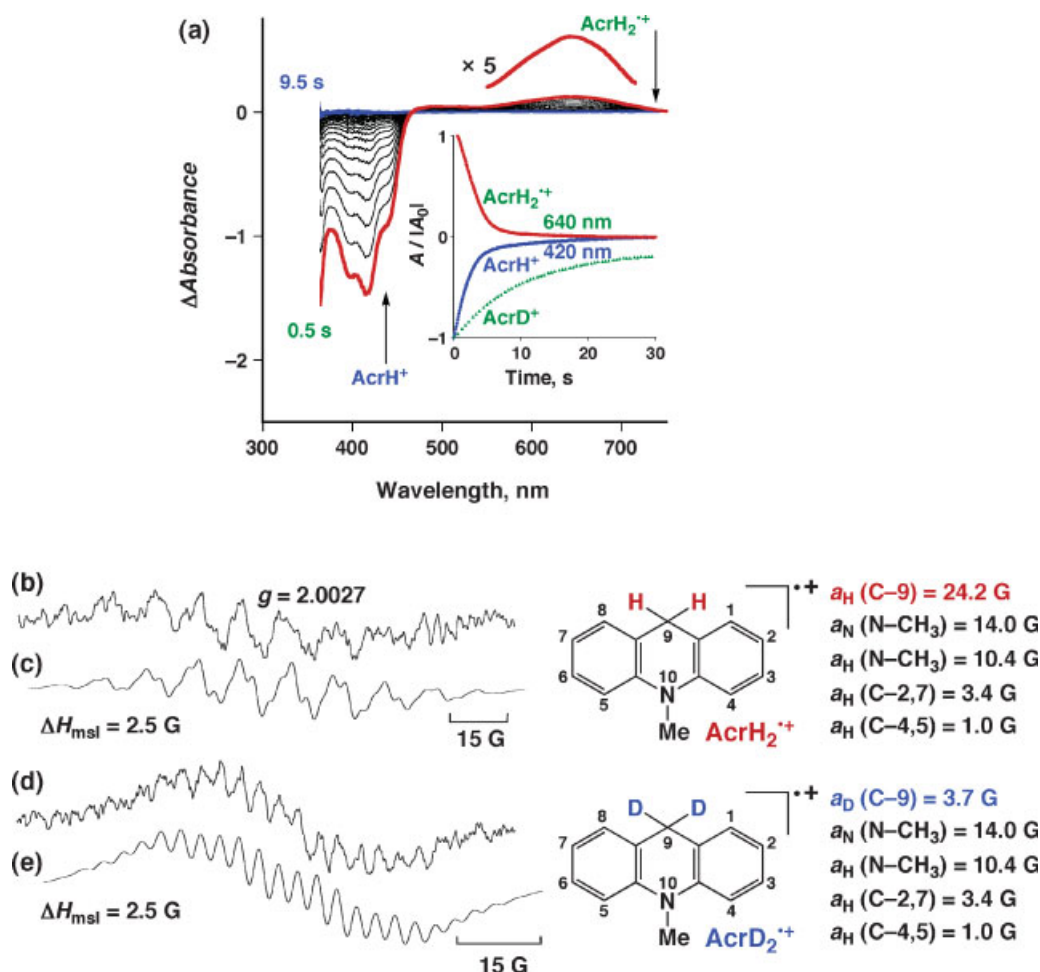 (a)
AcrH2•+
× 5
9.5 s
0
1
AcrH2•+
640 nm
A / |A0|
0
420 nm
AcrH+
ΔAbsorbance
−1
AcrD+
0.5 s
−1
0 10 20 30
Time, s
AcrH+
−2
300 400 500 600 700
Wavelength, nm
(b)
g = 2.0027
(c)
ΔHmsl = 2.5 G
15 G
H H
8 9 1
7 2
6 10 3
5 N 4
Me AcrH2•+
•+
aH (C–9) = 24.2 G
aN (N–CH3) = 14.0 G
aH (N–CH3) = 10.4 G
aH (C–2,7) = 3.4 G
aH (C–4,5) = 1.0 G
(d)
(e)
ΔHmsl = 2.5 G
15 G
D D
8 9 1
7 2
6 10 3
5 N 4
Me AcrD2•+
•+
aD (C–9) = 3.7 G
aN (N–CH3) = 14.0 G
aH (N–CH3) = 10.4 G
aH (C–2,7) = 3.4 G
aH (C–4,5) = 1.0 G